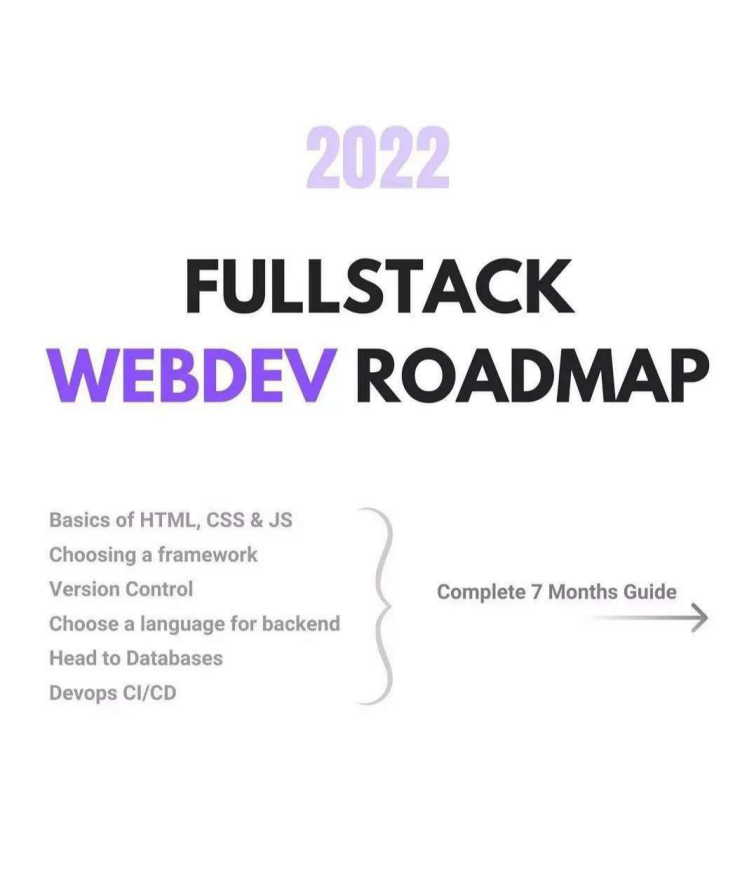 2022
FULLSTACK
WEBDEV ROADMAP
Basics of HTML, CSS & JS
Choosing a framework
Version Control
Choose a language for backend
Head to Databases
Devops CI/CD
Complete 7 Months Guide